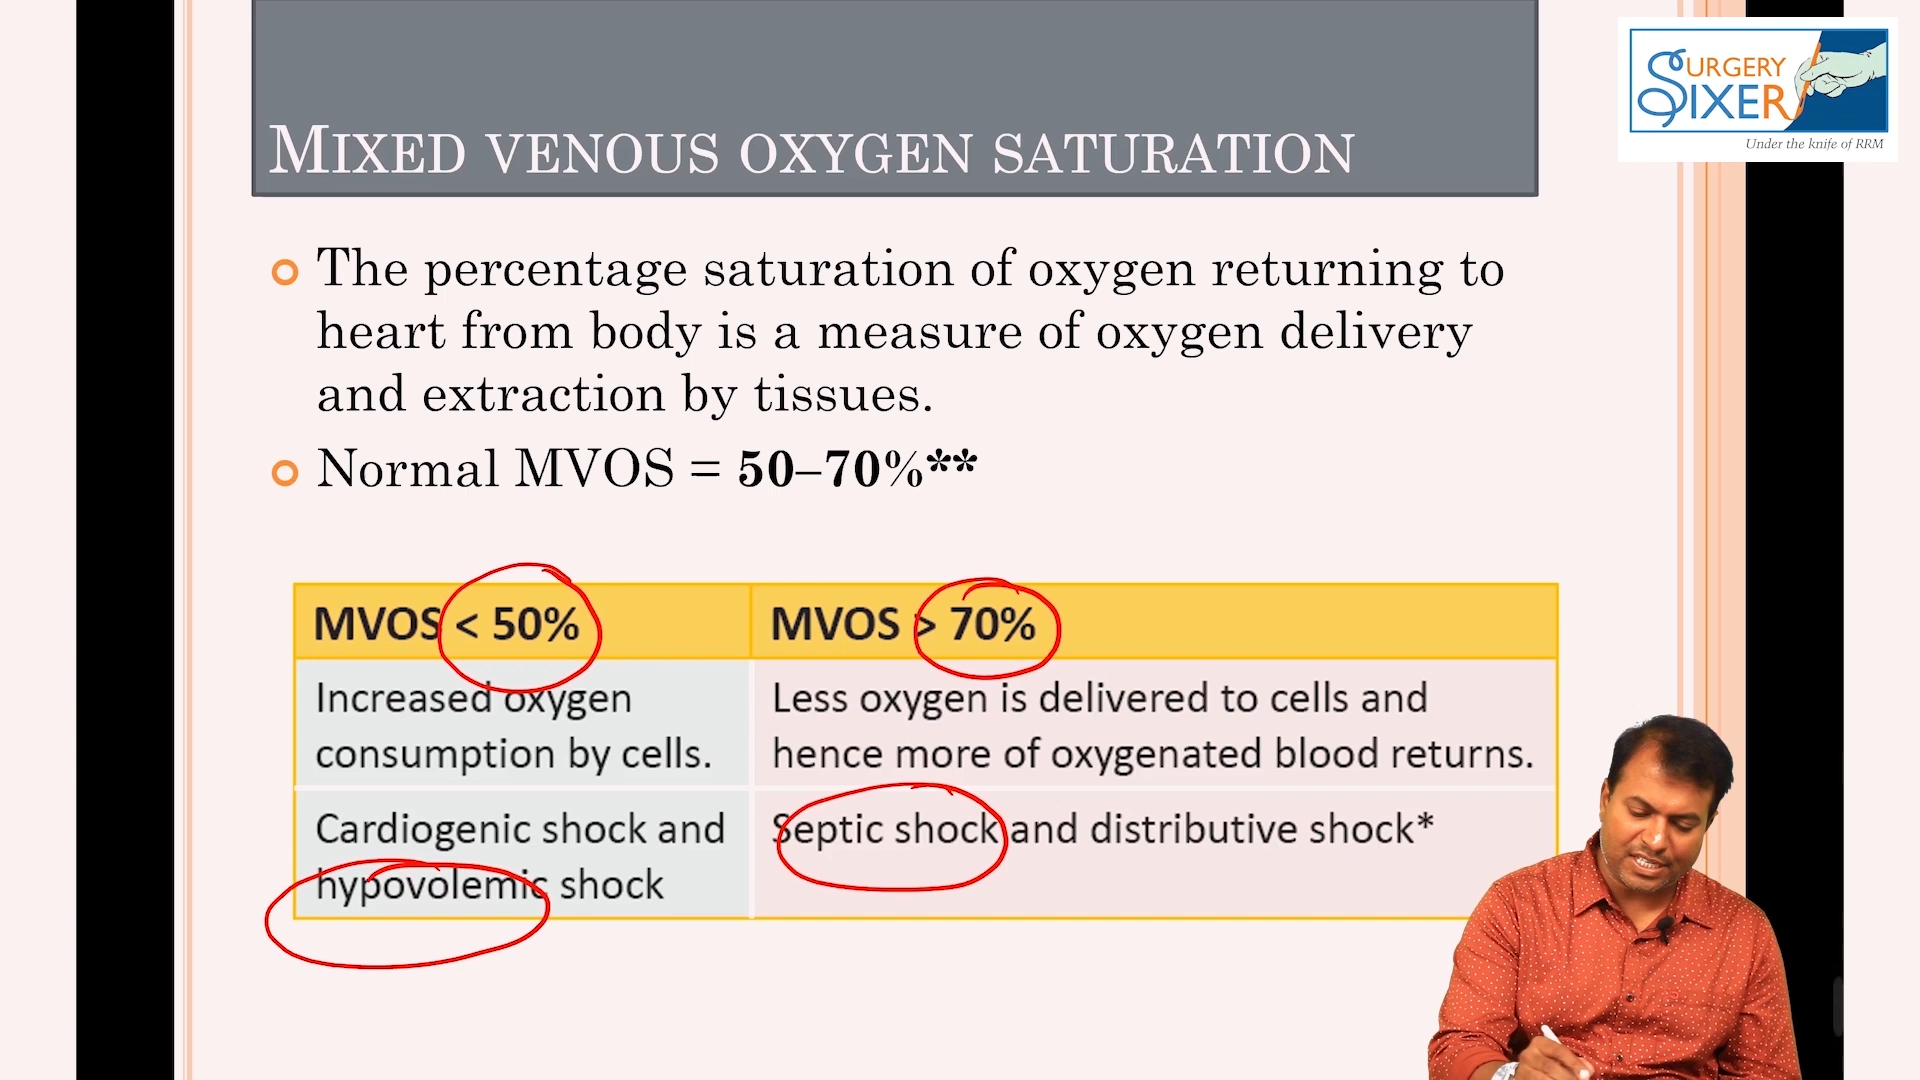 SURGERY
SIXER
Under the knife of RRM
MIXED VENOUS OXYGEN SATURATION
The percentage saturation of oxygen returning to
heart from body is a measure of oxygen delivery
and extraction by tissues.
Normal MVOS = 50–70%**
MVOS < 50%
MVOS > 70%
Increased oxygen
consumption by cells.
Less oxygen is delivered to cells and
hence more of oxygenated blood returns.
Cardiogenic shock and
hypovolemic shock
Septic shock and distributive shock*